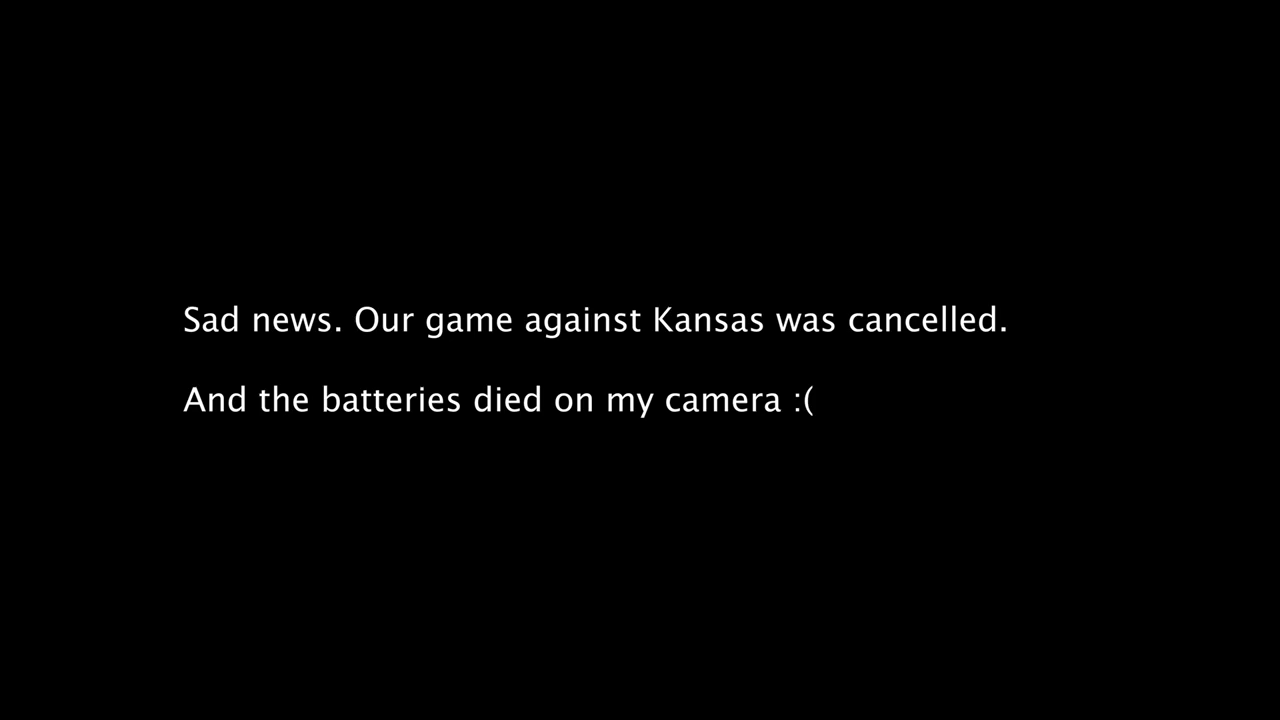 Sad news. Our game against Kansas was cancelled.
And the batteries died on my camera :(